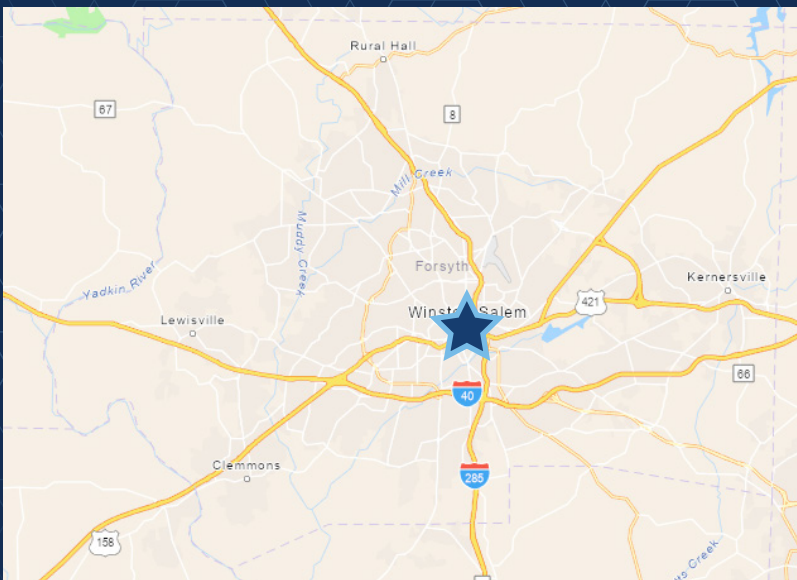 Rural Hall
67
8
Mill Creek
Muddy Creek
Forsyth
Kernersville
Yadkin River
421
Winston Salem
Lewisville
66
40
Clemmons
285
158
Creek